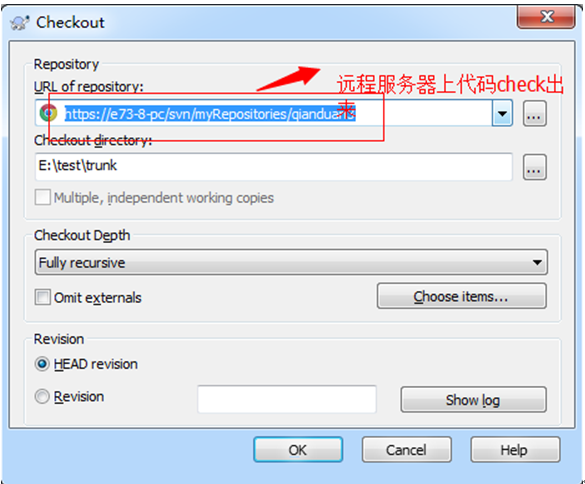 Checkout
Repository
URL of repository:
远程服务器上代码check出
来
https://e73-8-pc/svn/myRepositories/
...
Checkout directory:
E:\test\trunk
...
Multiple, independent working copies
Checkout Depth
Fully recursive
Omit externals
Choose items...
Revision
HEAD revision
Revision
Show log
OK
Cancel
Help